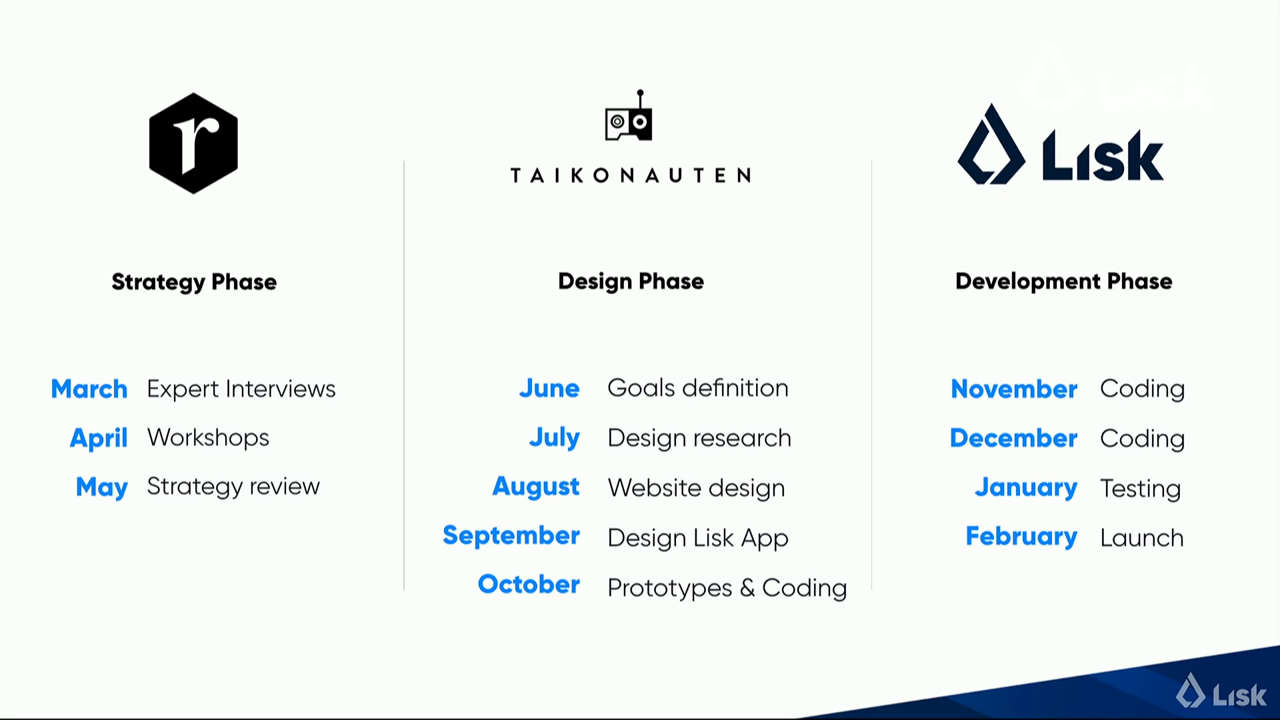 r
TAIKONAUTEN
Lisk
Lisk
Strategy Phase
Design Phase
Development Phase
March Expert Interviews
April Workshops
May Strategy review
June Goals definition
July Design research
August Website design
September Design Lisk App
October Prototypes & Coding
November Coding
December Coding
January Testing
February Launch
Lisk